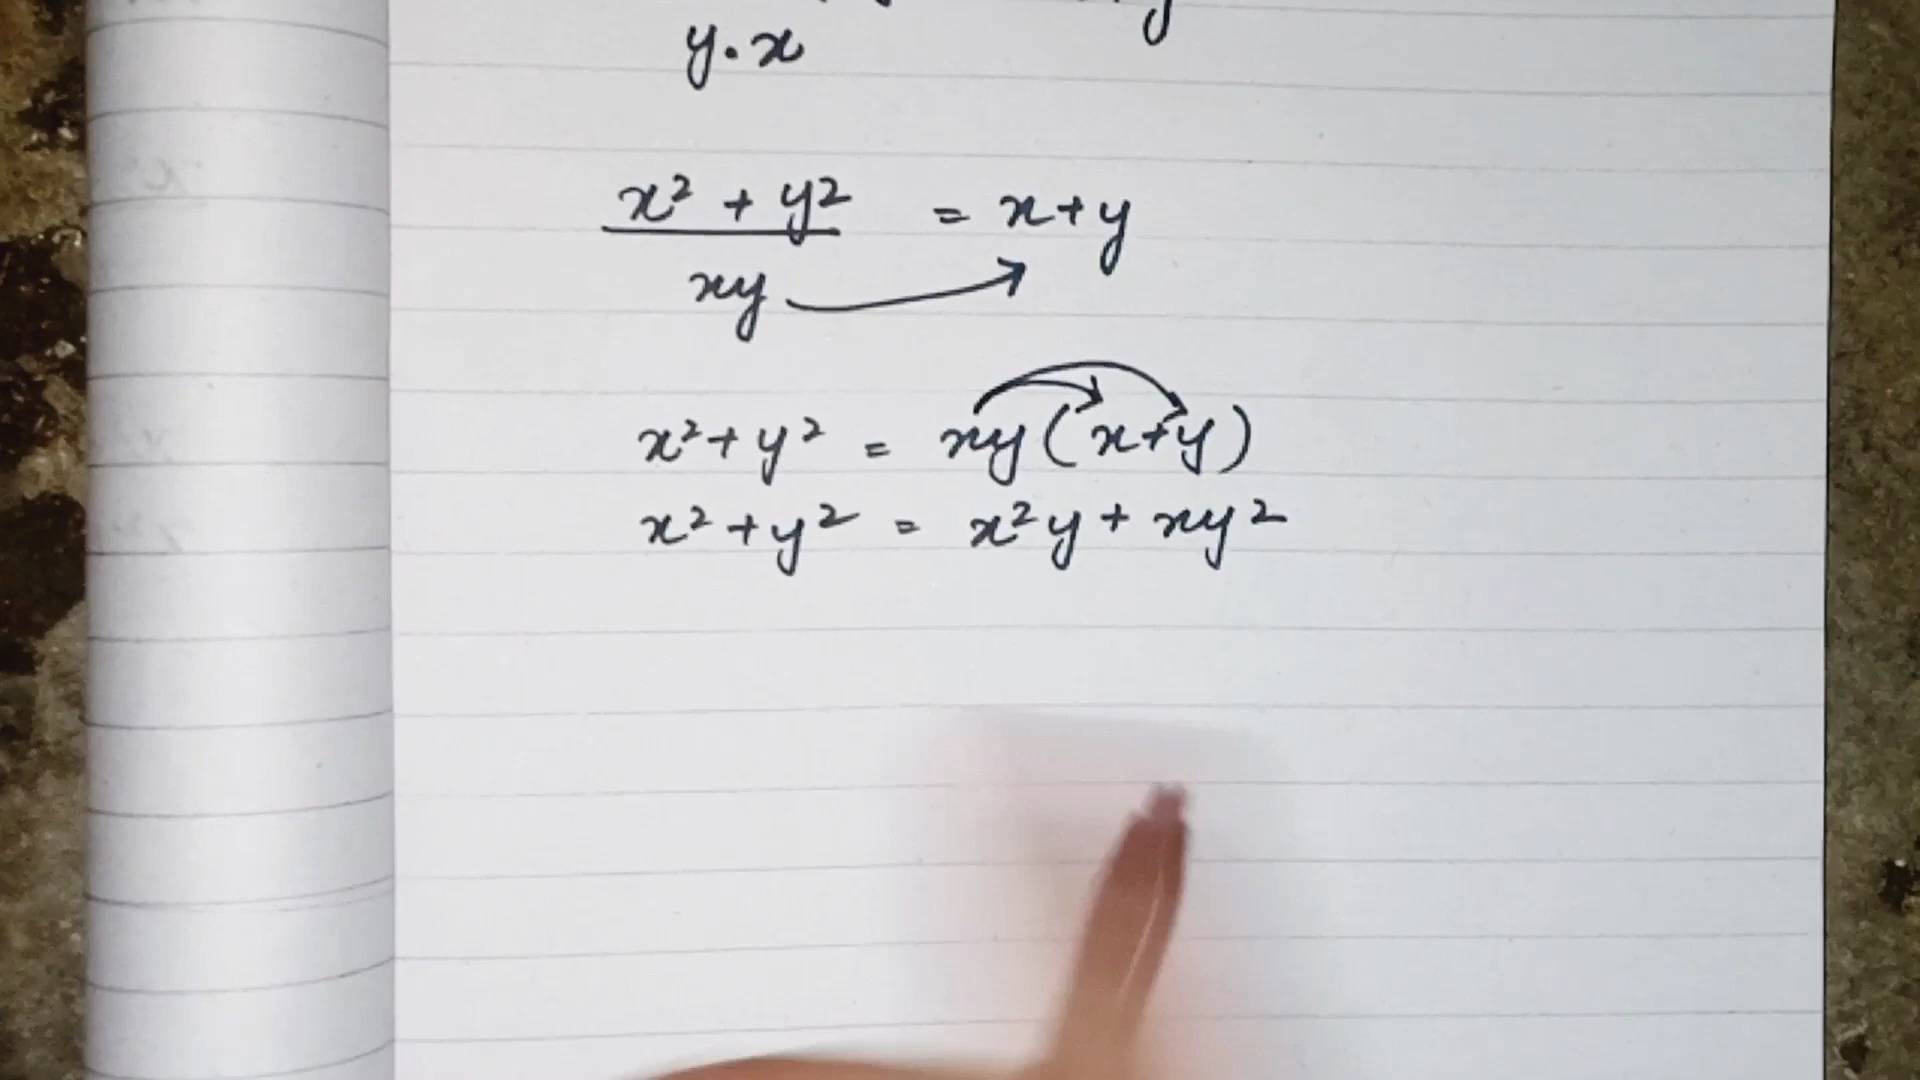 y.x
x² + y² = x+y
xy
x²+y² = xy(x+y)
x²+y² = x²y + xy²